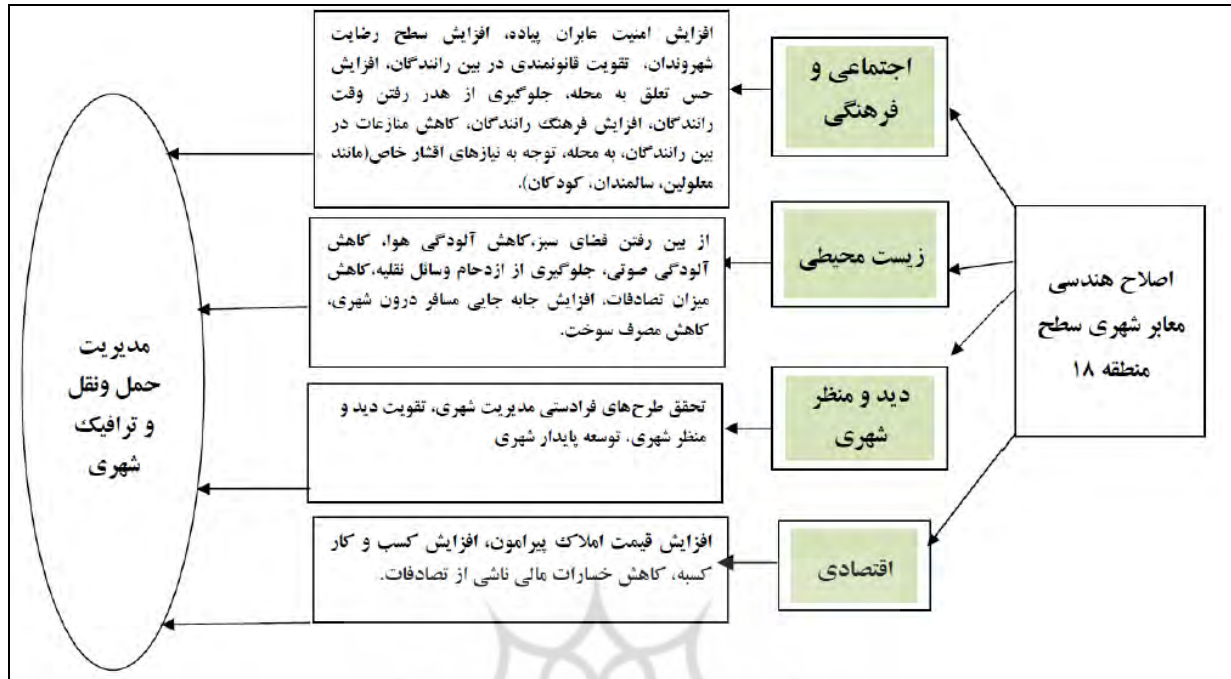 اصلاح هندسی
معابر شهری سطح
منطقه ۱۸
اجتماعی و
فرهنگی
افزایش امنیت عابران پیاده، افزایش سطح رضایت
شهروندان، تقویت قانونمندی در بین رانندگان، افزایش
حس تعلق به محله، جلوگیری از هدر رفتن وقت
رانندگان، افزایش فرهنگ رانندگان، کاهش منازعات در
بین رانندگان، به محله، توجه به نیازهای اقشار خاص(مانند
معلولین، سالمندان، کودکان).
زیست محیطی
از بین رفتن فضای سبز،کاهش آلودگی هوا، کاهش
آلودگی صوتی، جلوگیری از ازدحام وسائل نقلیه،کاهش
میزان تصادفات، افزایش جابه جایی مسافر درون شهری،
کاهش مصرف سوخت.
دید و منظر
شهری
تحقق طرح‌های فرادستی مدیریت شهری، تقویت دید و
منظر شهری، توسعه پایدار شهری
اقتصادی
افزایش قیمت املاک پیرامون، افزایش کسب و کار
کسبه، کاهش خسارات مالی ناشی از تصادفات.
مدیریت
حمل ونقل
و ترافیک
شهری